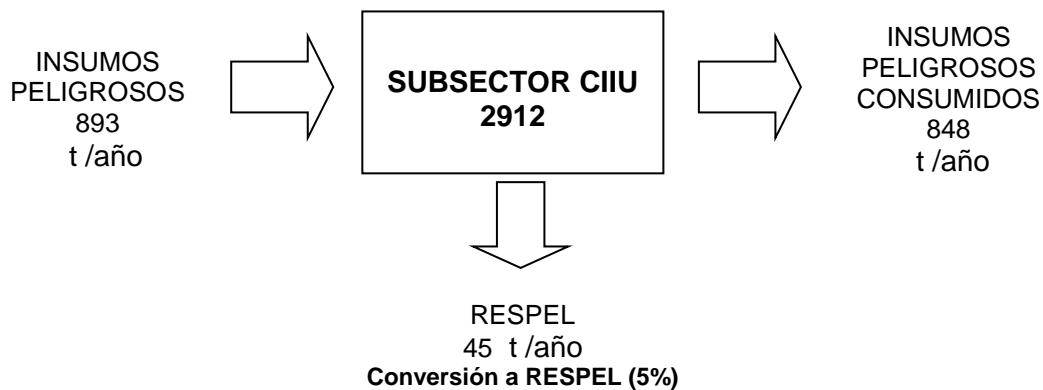 INSUMOS
PELIGROSOS
893
t /año
SUBSECTOR CIIU
2912
INSUMOS
PELIGROSOS
CONSUMIDOS
848
t /año
RESPEL
45 t /año
Conversión a RESPEL (5%)